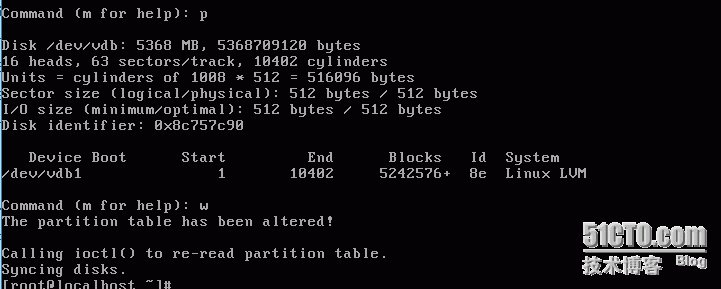 Command (m for help): p
Disk /dev/vdb: 5368 MB, 5368709120 bytes
16 heads, 63 sectors/track, 10402 cylinders
Units = cylinders of 1008 * 512 = 516096 bytes
Sector size (logical/physical): 512 bytes / 512 bytes
I/O size (minimum/optimal): 512 bytes / 512 bytes
Disk identifier: 0x8c757c90
Device Boot Start End Blocks Id System
/dev/vdb1 1 10402 5242576+ 8e Linux LVM
Command (m for help): w
The partition table has been altered!
Calling ioctl() to re-read partition table.
Syncing disks.
[root@localhost ~]#
51CTO.com
技术博客 Blog